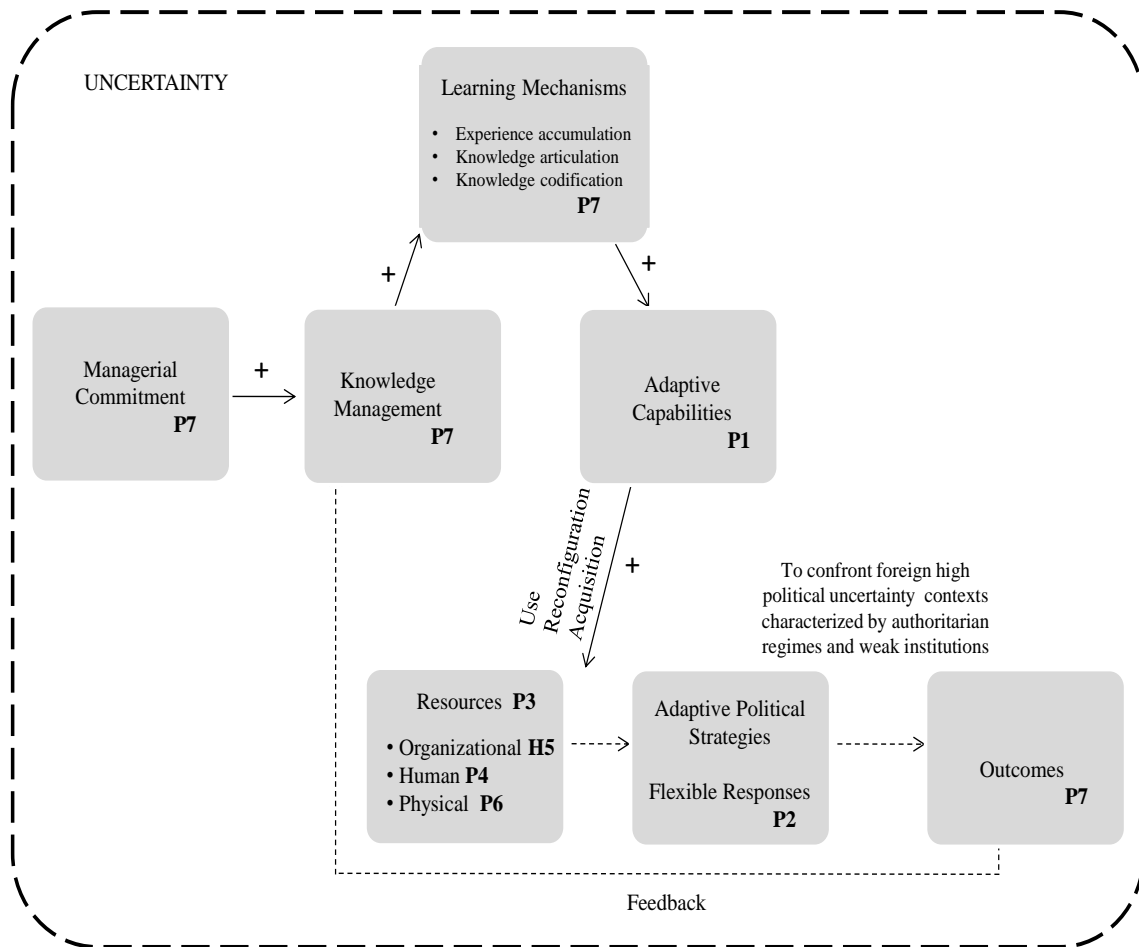 UNCERTAINTY
Learning Mechanisms
• Experience accumulation
• Knowledge articulation
• Knowledge codification
P7
+
+
Managerial
Commitment
P7
+
Knowledge
Management
P7
Adaptive
Capabilities
P1
Use
Reconfiguration
Acquisition
+
To confront foreign high
political uncertainty contexts
characterized by authoritarian
regimes and weak institutions
Resources P3
• Organizational H5
• Human P4
• Physical P6
Adaptive Political
Strategies
Flexible Responses
P2
Outcomes
P7
Feedback